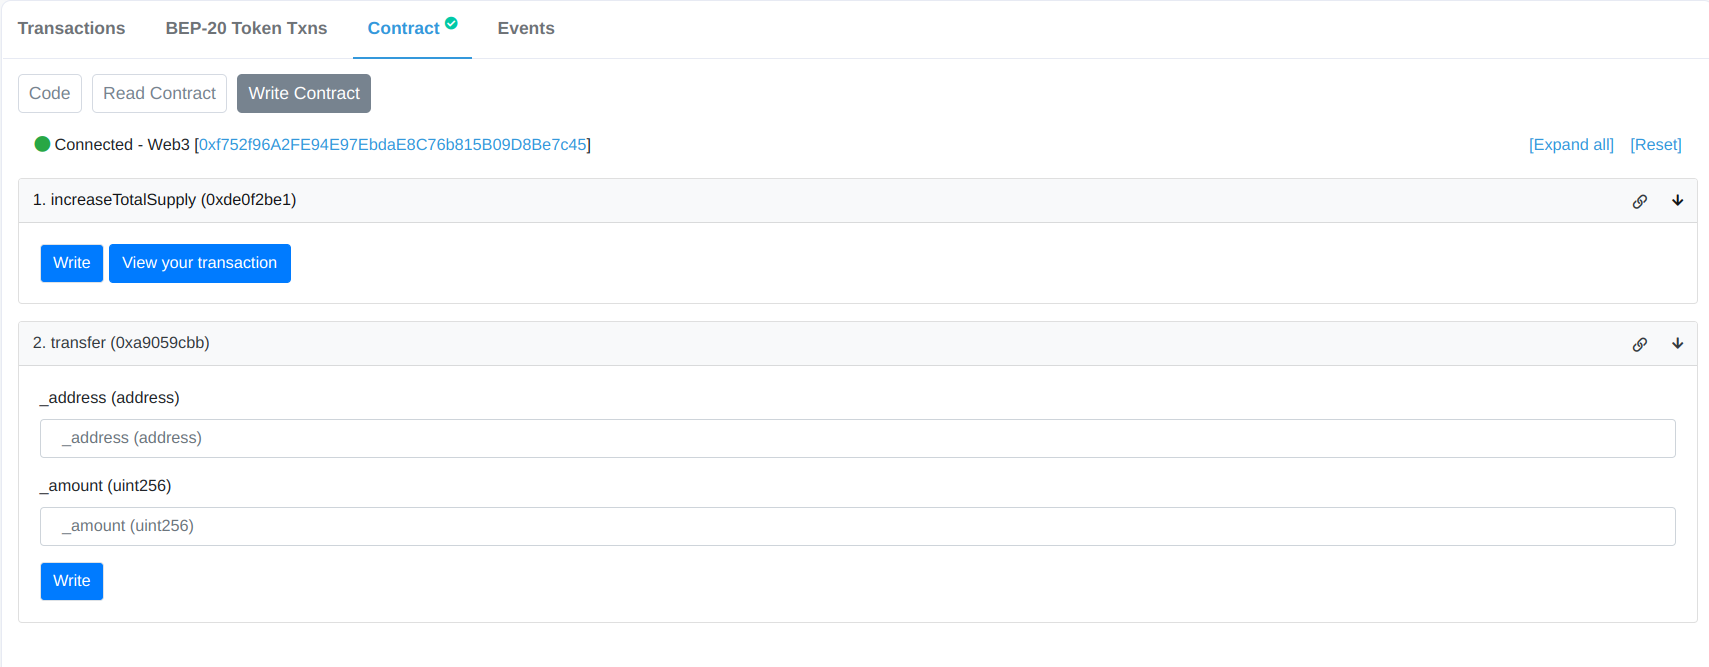 Transactions BEP-20 Token Txns Contract Events
Code Read Contract Write Contract
Connected - Web3 [0xf752f96A2FE94E97EbdaE8C76b815B09D8Be7c45] [Expand all] [Reset]
1. increaseTotalSupply (0xde0f2be1)
Write View your transaction
2. transfer (0xa9059cbb)
_address (address)
_address (address)
_amount (uint256)
_amount (uint256)
Write